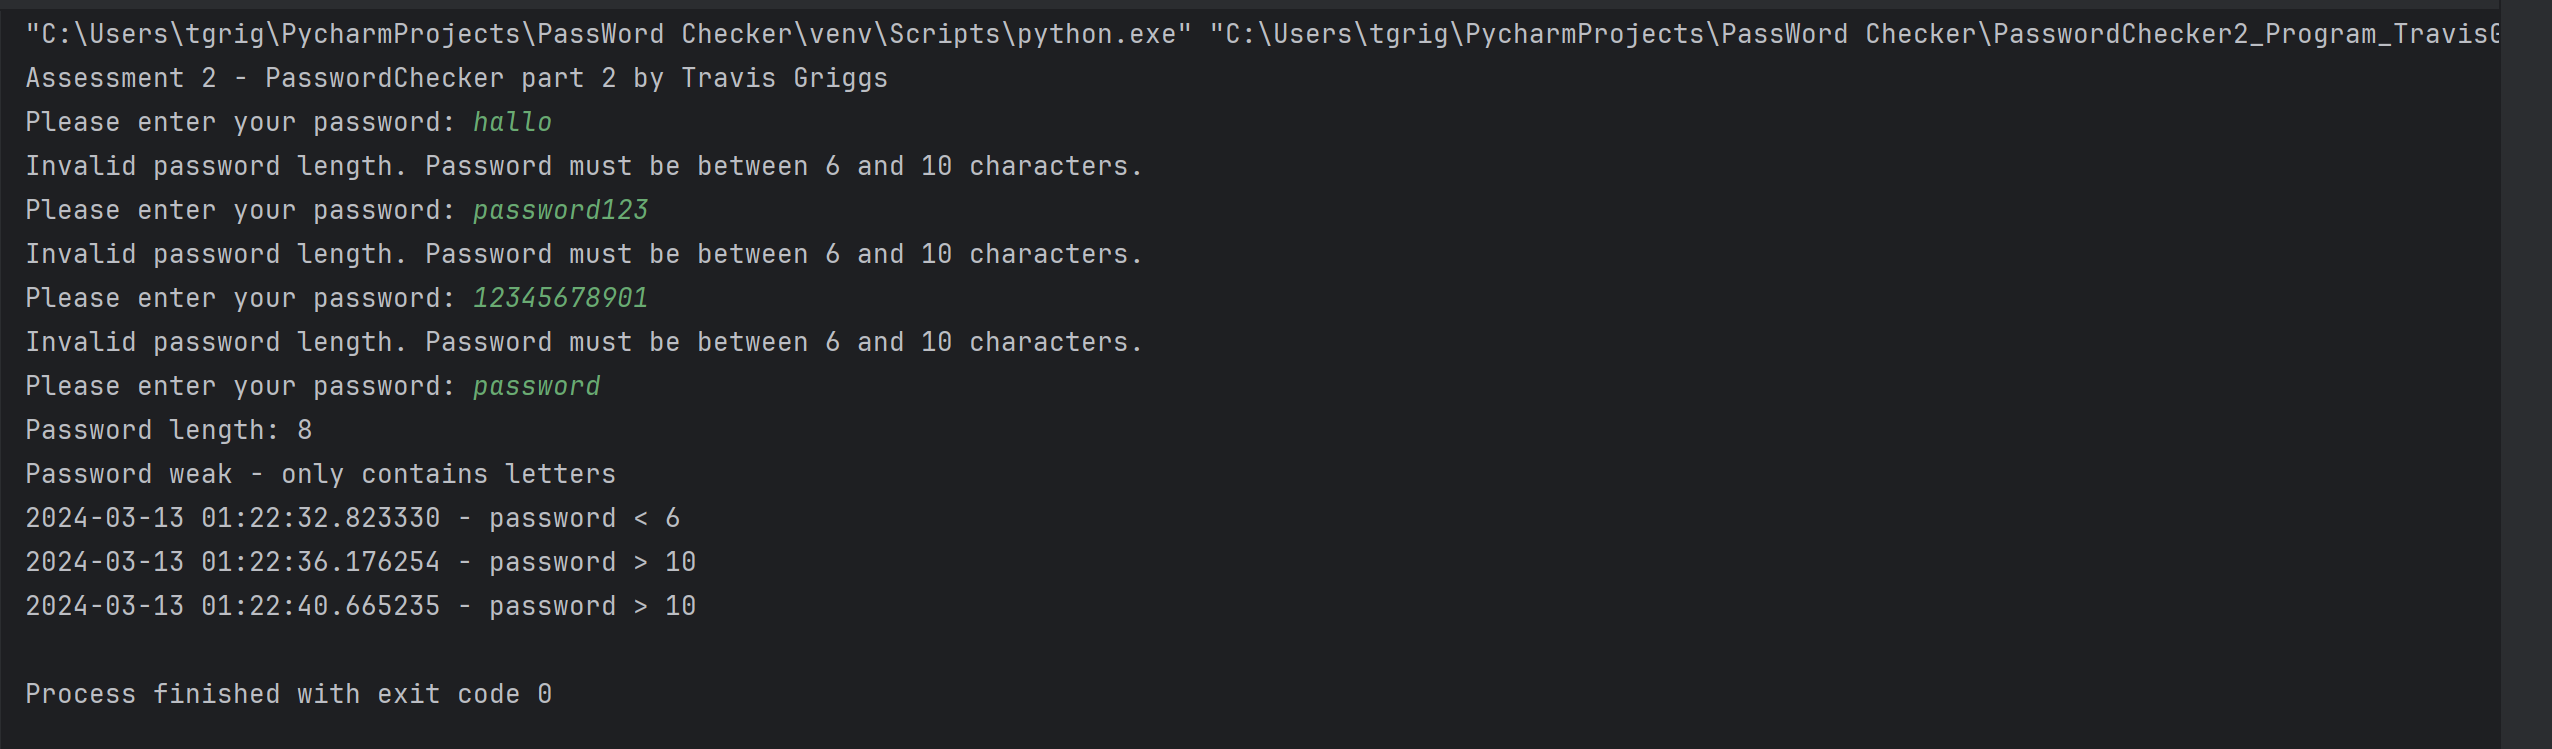 "C:\Users\tgrig\PycharmProjects\PassWord Checker\venv\Scripts\python.exe" "C:\Users\tgrig\PycharmProjects\PassWord Checker\PasswordChecker2_Program_Travis
Assessment 2 - PasswordChecker part 2 by Travis Griggs
Please enter your password: hallo
Invalid password length. Password must be between 6 and 10 characters.
Please enter your password: password123
Invalid password length. Password must be between 6 and 10 characters.
Please enter your password: 12345678901
Invalid password length. Password must be between 6 and 10 characters.
Please enter your password: password
Password length: 8
Password weak - only contains letters
2024-03-13 01:22:32.823330 - password < 6
2024-03-13 01:22:36.176254 - password > 10
2024-03-13 01:22:40.665235 - password > 10
Process finished with exit code 0